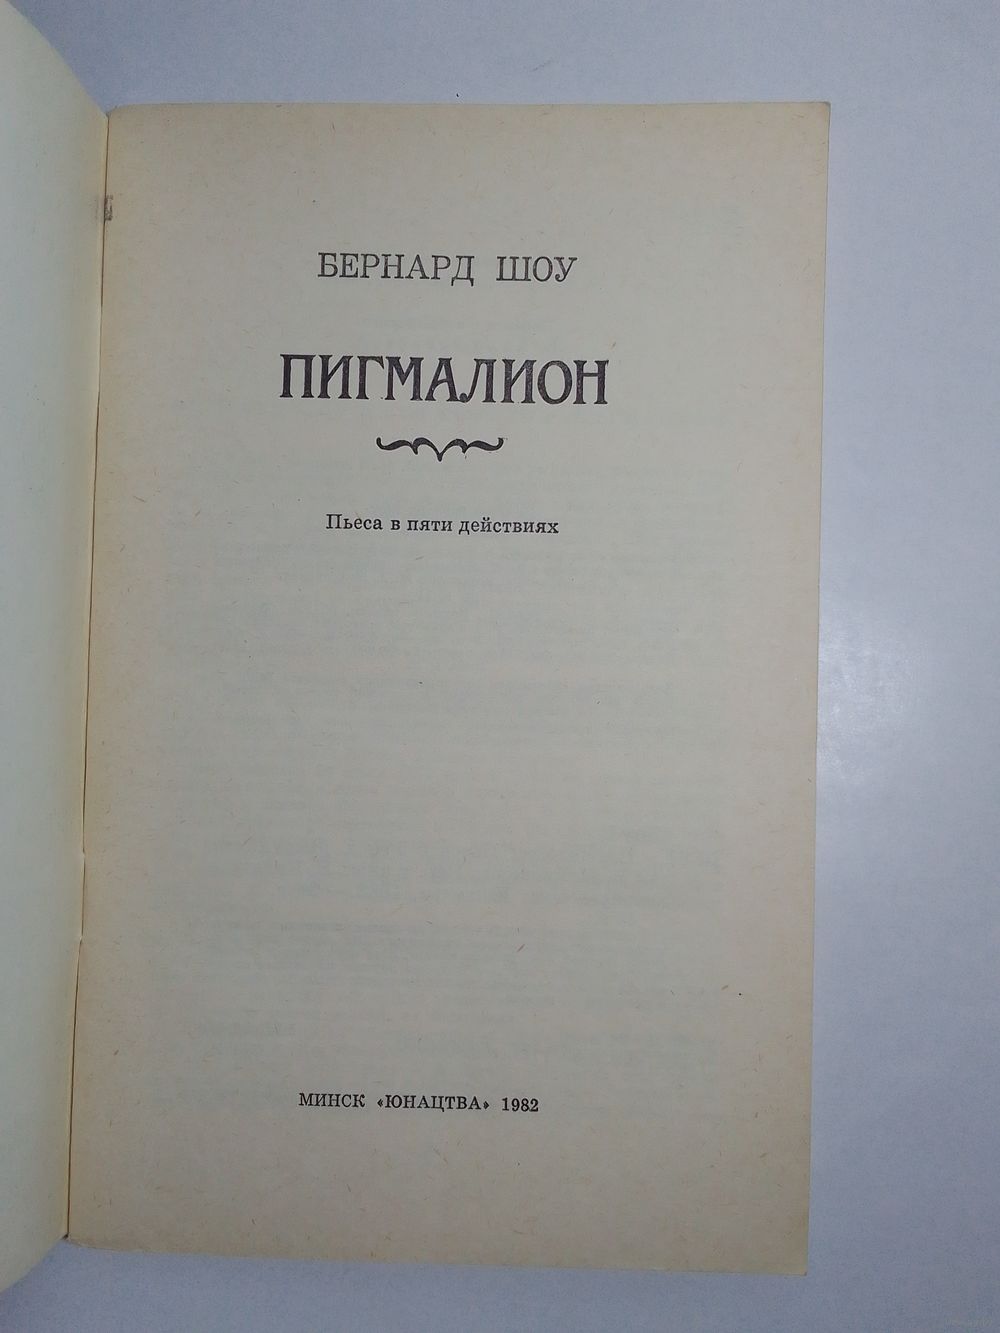 БЕРНАРД ШОУ
ПИГМАЛИОН
Пьеса в пяти действиях
МИНСК «ЮНАЦТВА» 1982